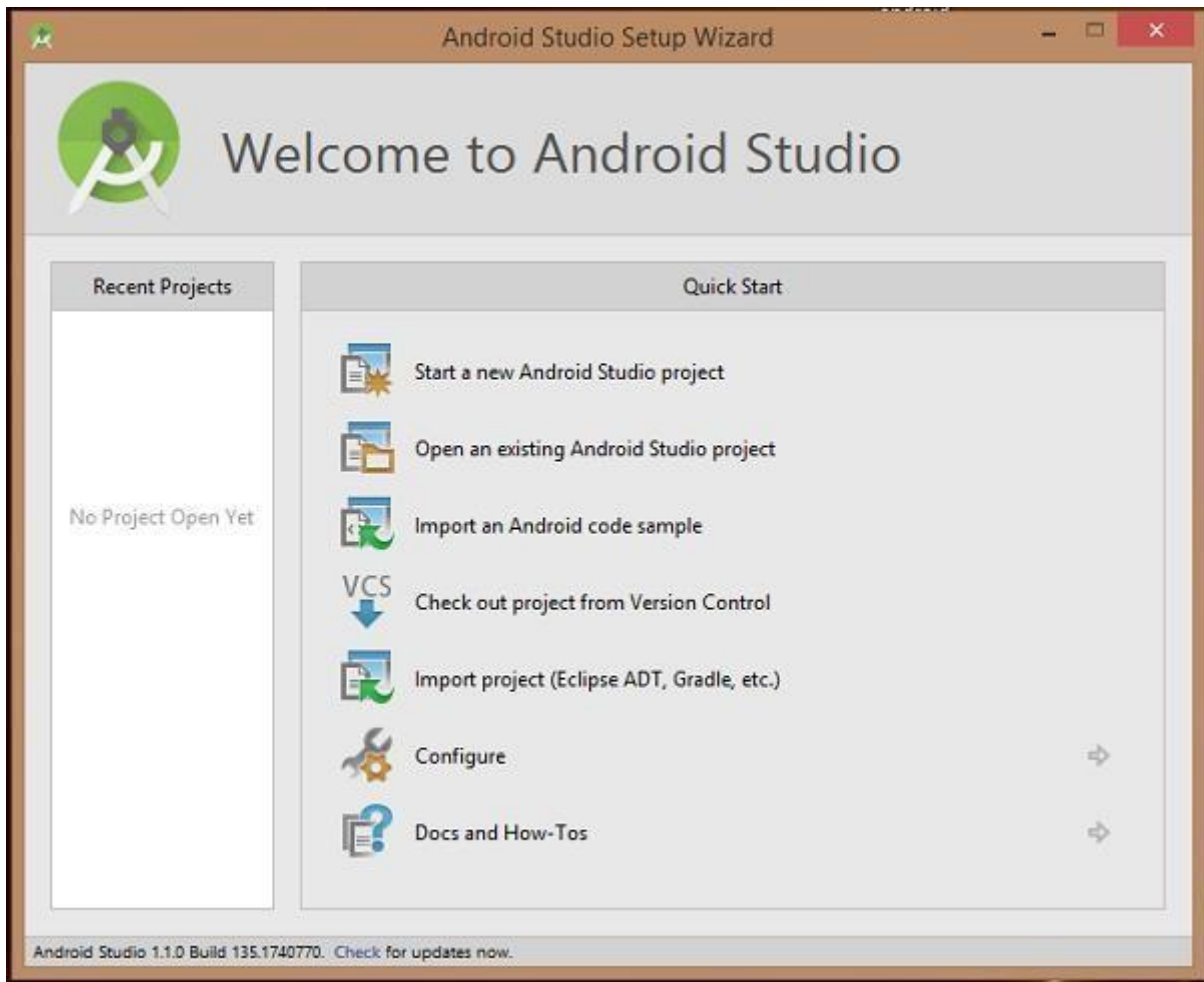 Android Studio Setup Wizard
Welcome to Android Studio
Recent Projects
No Project Open Yet
Quick Start
Start a new Android Studio project
Open an existing Android Studio project
Import an Android code sample
VCS
Check out project from Version Control
Import project (Eclipse ADT, Gradle, etc.)
Configure
Docs and How-Tos
Android Studio 1.1.0 Build 135.1740770. Check for updates now.